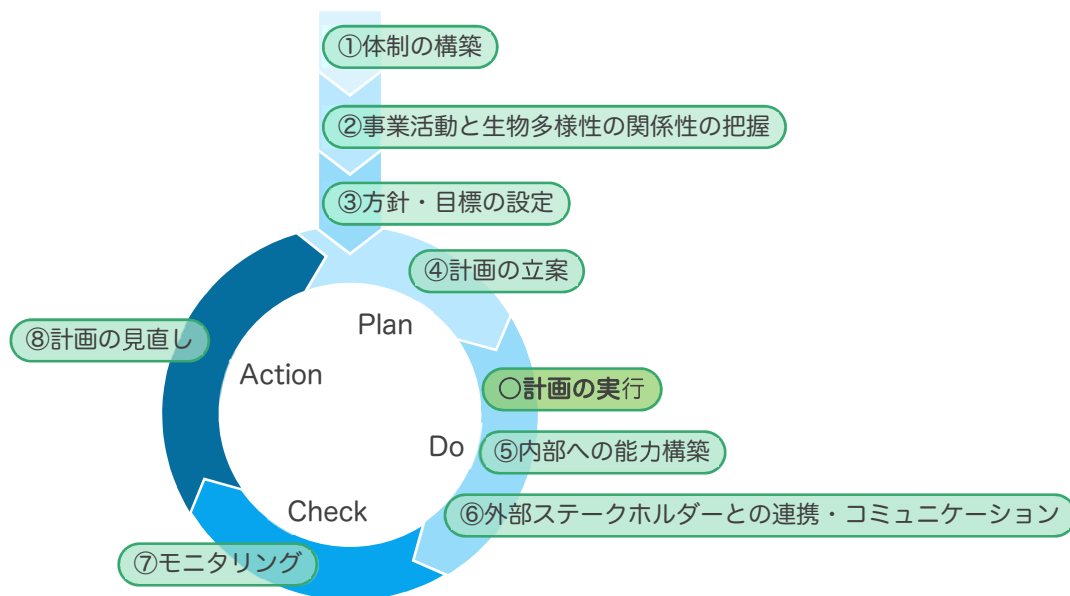 ①体制の構築
②事業活動と生物多様性の関係性の把握
③方針・目標の設定
④計画の立案
Plan
⑧計画の見直し
Action
〇計画の実行
Do
⑤内部への能力構築
Check
⑥外部ステークホルダーとの連携・コミュニケーション
⑦モニタリング